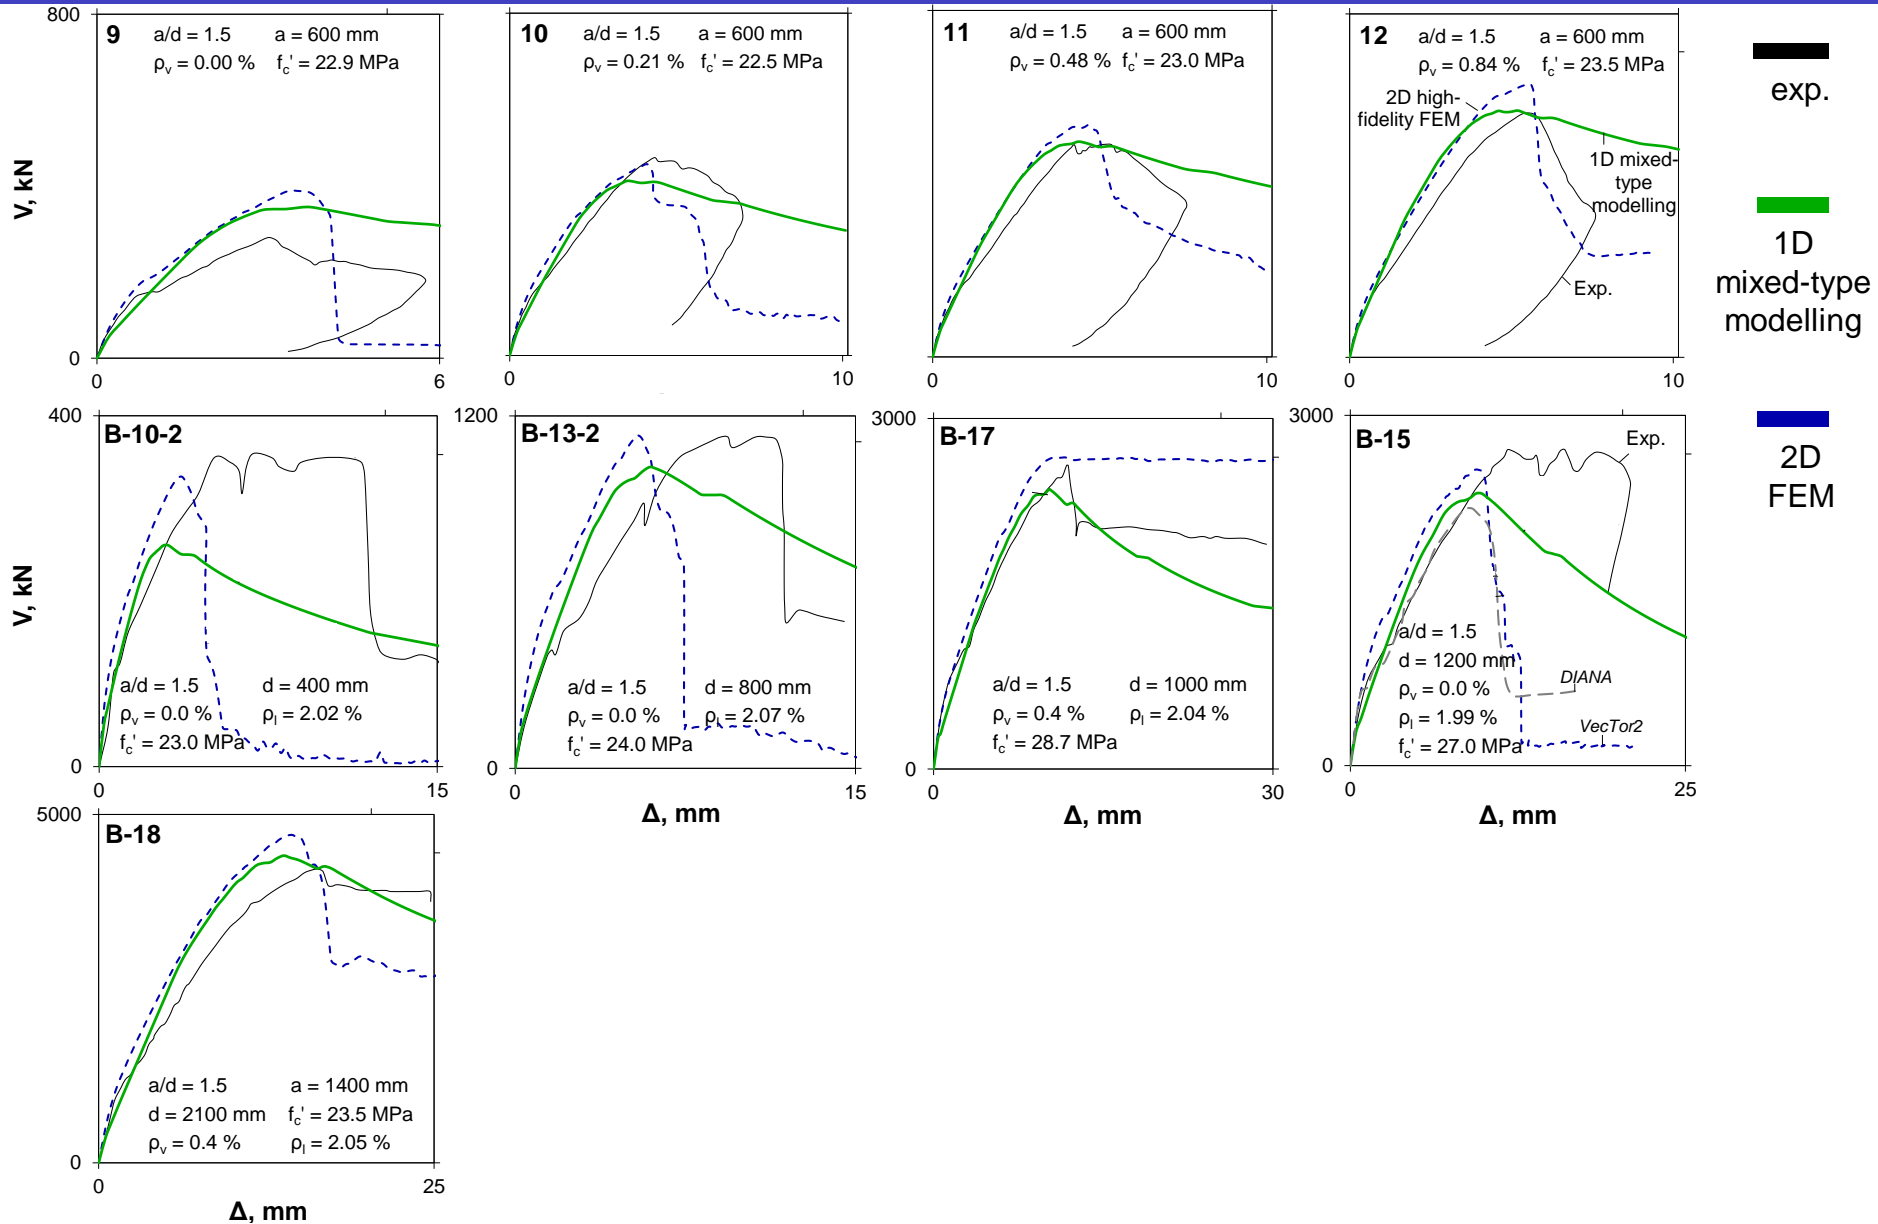 800
9
a/d = 1.5 a = 600 mm
ρv = 0.00 % fc' = 22.9 MPa
V, kN
0
0
6
10
a/d = 1.5 a = 600 mm
ρv = 0.21 % fc' = 22.5 MPa
0
10
11
a/d = 1.5 a = 600 mm
ρv = 0.48 % fc' = 23.0 MPa
0
10
12
a/d = 1.5 a = 600 mm
ρv = 0.84 % fc' = 23.5 MPa
2D high-
fidelity FEM
1D mixed-
type
modelling
Exp.
0
10
exp.
1D
mixed-type
modelling
2D
FEM
400
B-10-2
V, kN
a/d = 1.5 d = 400 mm
ρv = 0.0 % ρl = 2.02 %
fc' = 23.0 MPa
0
0
15
1200
B-13-2
a/d = 1.5 d = 800 mm
ρv = 0.0 % ρl = 2.07 %
fc' = 24.0 MPa
0
0
15
Δ, mm
3000
B-17
a/d = 1.5 d = 1000 mm
ρv = 0.4 % ρl = 2.04 %
fc' = 28.7 MPa
0
0
30
Δ, mm
3000
B-15
Exp.
a/d = 1.5
d = 1200 mm
ρv = 0.0 %
ρl = 1.99 %
fc' = 27.0 MPa
DIANA
VecTor2
0
0
25
Δ, mm
5000
B-18
a/d = 1.5 a = 1400 mm
d = 2100 mm fc' = 23.5 MPa
ρv = 0.4 % ρl = 2.05 %
0
0
25
Δ, mm